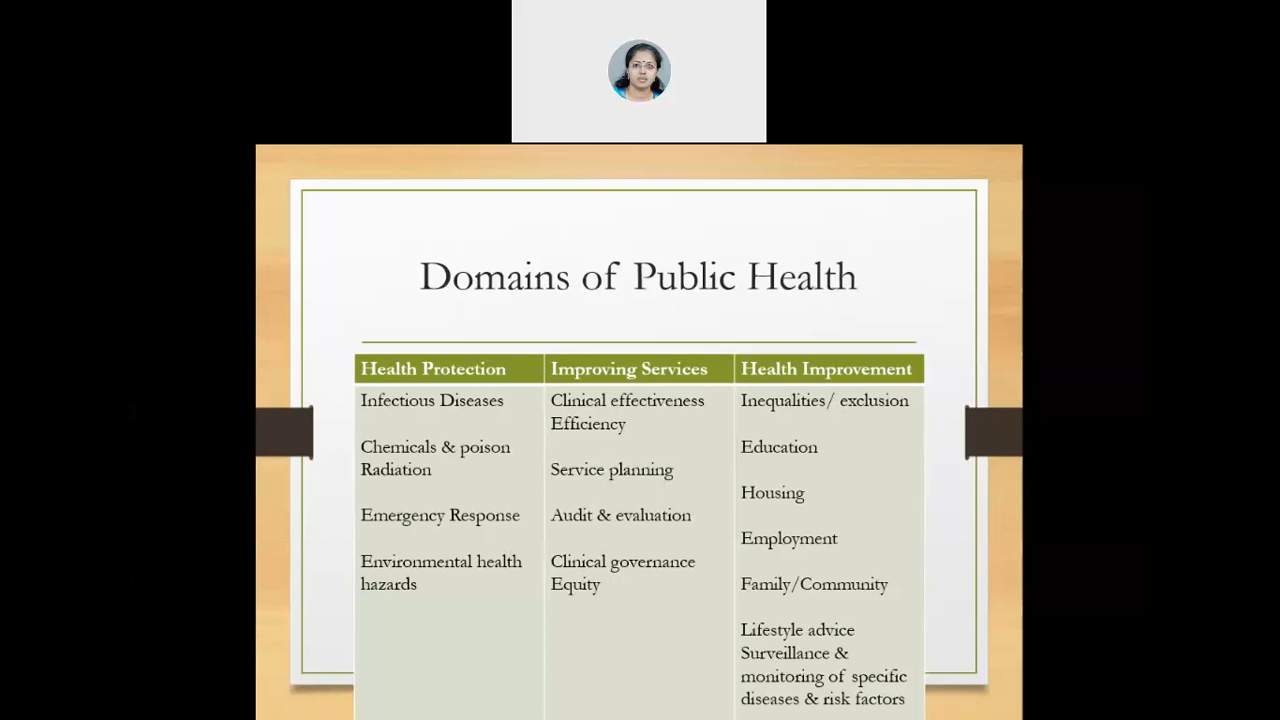 Domains of Public Health
Health Protection
Improving Services
Health Improvement
Infectious Diseases
Chemicals & poison
Radiation
Emergency Response
Environmental health
hazards
Clinical effectiveness
Efficiency
Service planning
Audit & evaluation
Clinical governance
Equity
Inequalities/ exclusion
Education
Housing
Employment
Family/Community
Lifestyle advice
Surveillance &
monitoring of specific
diseases & risk factors